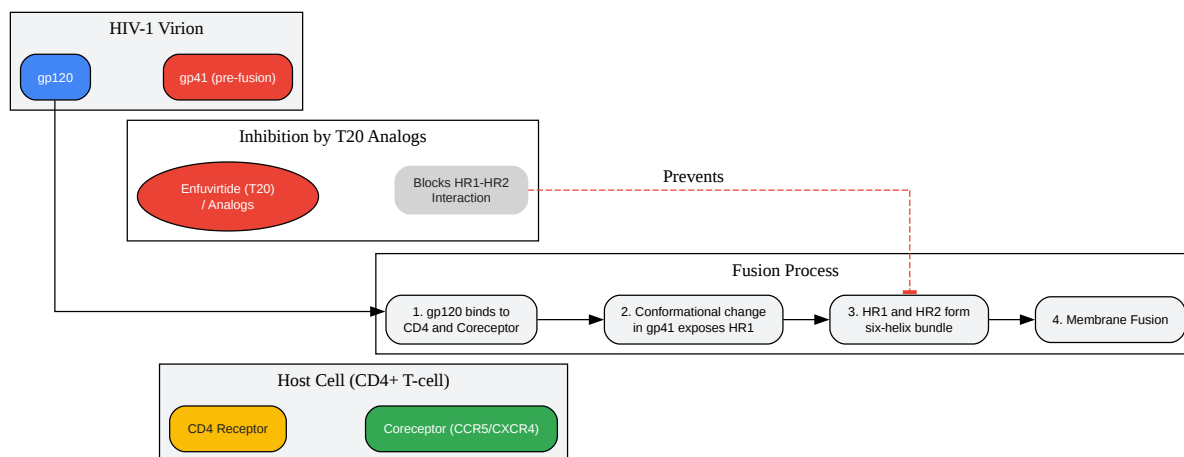 HIV-1 Virion
gp120
gp41 (pre-fusion)
Inhibition by T20 Analogs
Enfuvirtide (T20)
/ Analogs
Blocks HR1-HR2
Interaction
Prevents
Fusion Process
1. gp120 binds to
CD4 and Coreceptor
2. Conformational change
in gp41 exposes HR1
3. HR1 and HR2 form
six-helix bundle
4. Membrane Fusion
Host Cell (CD4+ T-cell)
CD4 Receptor
Coreceptor (CCR5/CXCR4)